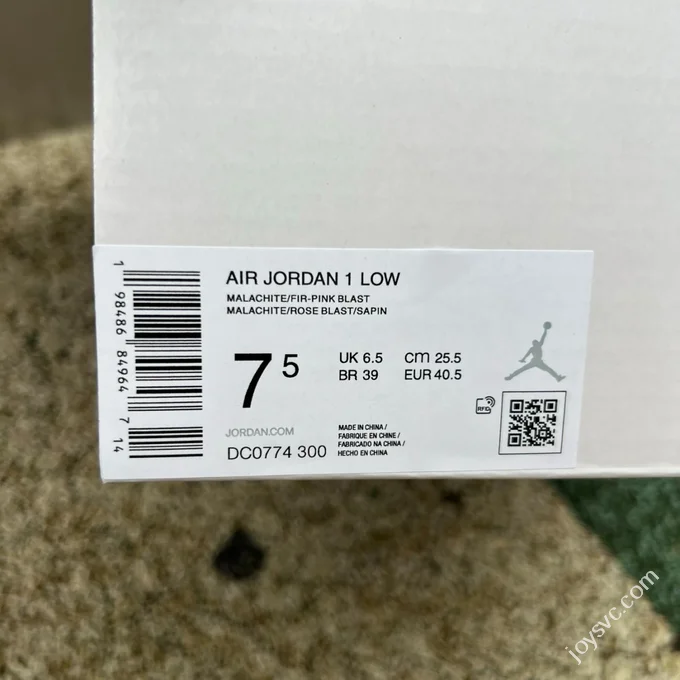 AIR JORDAN 1 LOW
MALACHITE/FIR-PINK BLAST
MALACHITE/ROSE BLAST/SAPIN
7 5
UK 6.5 cm 25.5
BR 39 EUR 40.5
JORDAN.COM
DC0774 300
MADE IN CHINA /
FABRIQUE EN CHINE /
FABRICADO NA CHINA /
HECHO EN CHINA
RFID
1 98486 84964 7 14
joysvc.com